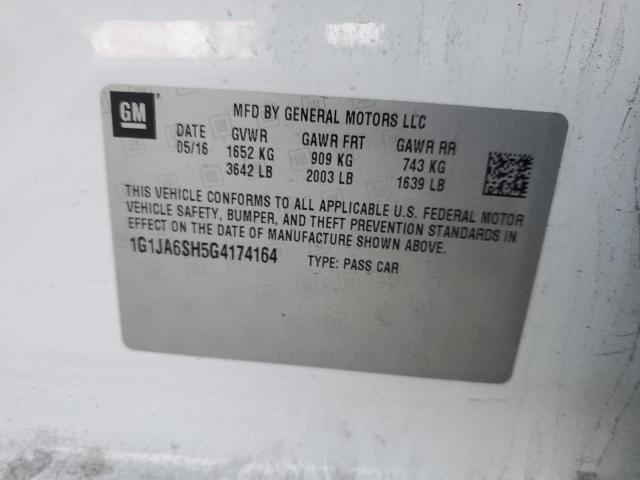 GM ®
MFD BY GENERAL MOTORS LLC
DATE GVWR GAWR FRT GAWR RR
05/16 1652 KG 909 KG 743 KG
3642 LB 2003 LB 1639 LB
THIS VEHICLE CONFORMS TO ALL APPLICABLE U.S. FEDERAL MOTOR
VEHICLE SAFETY, BUMPER, AND THEFT PREVENTION STANDARDS IN
EFFECT ON THE DATE OF MANUFACTURE SHOWN ABOVE.
1G1JA6SH5G4174164 TYPE: PASS CAR